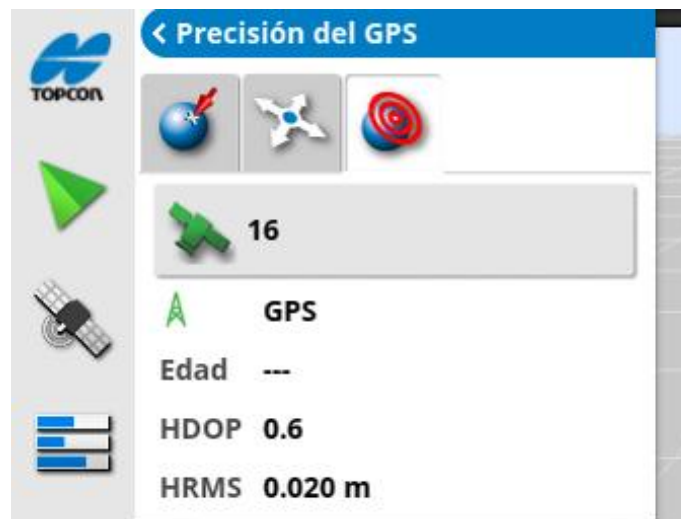 < Precisión del GPS
TOPCON
16
GPS
Edad ---
HDOP 0.6
HRMS 0.020 m